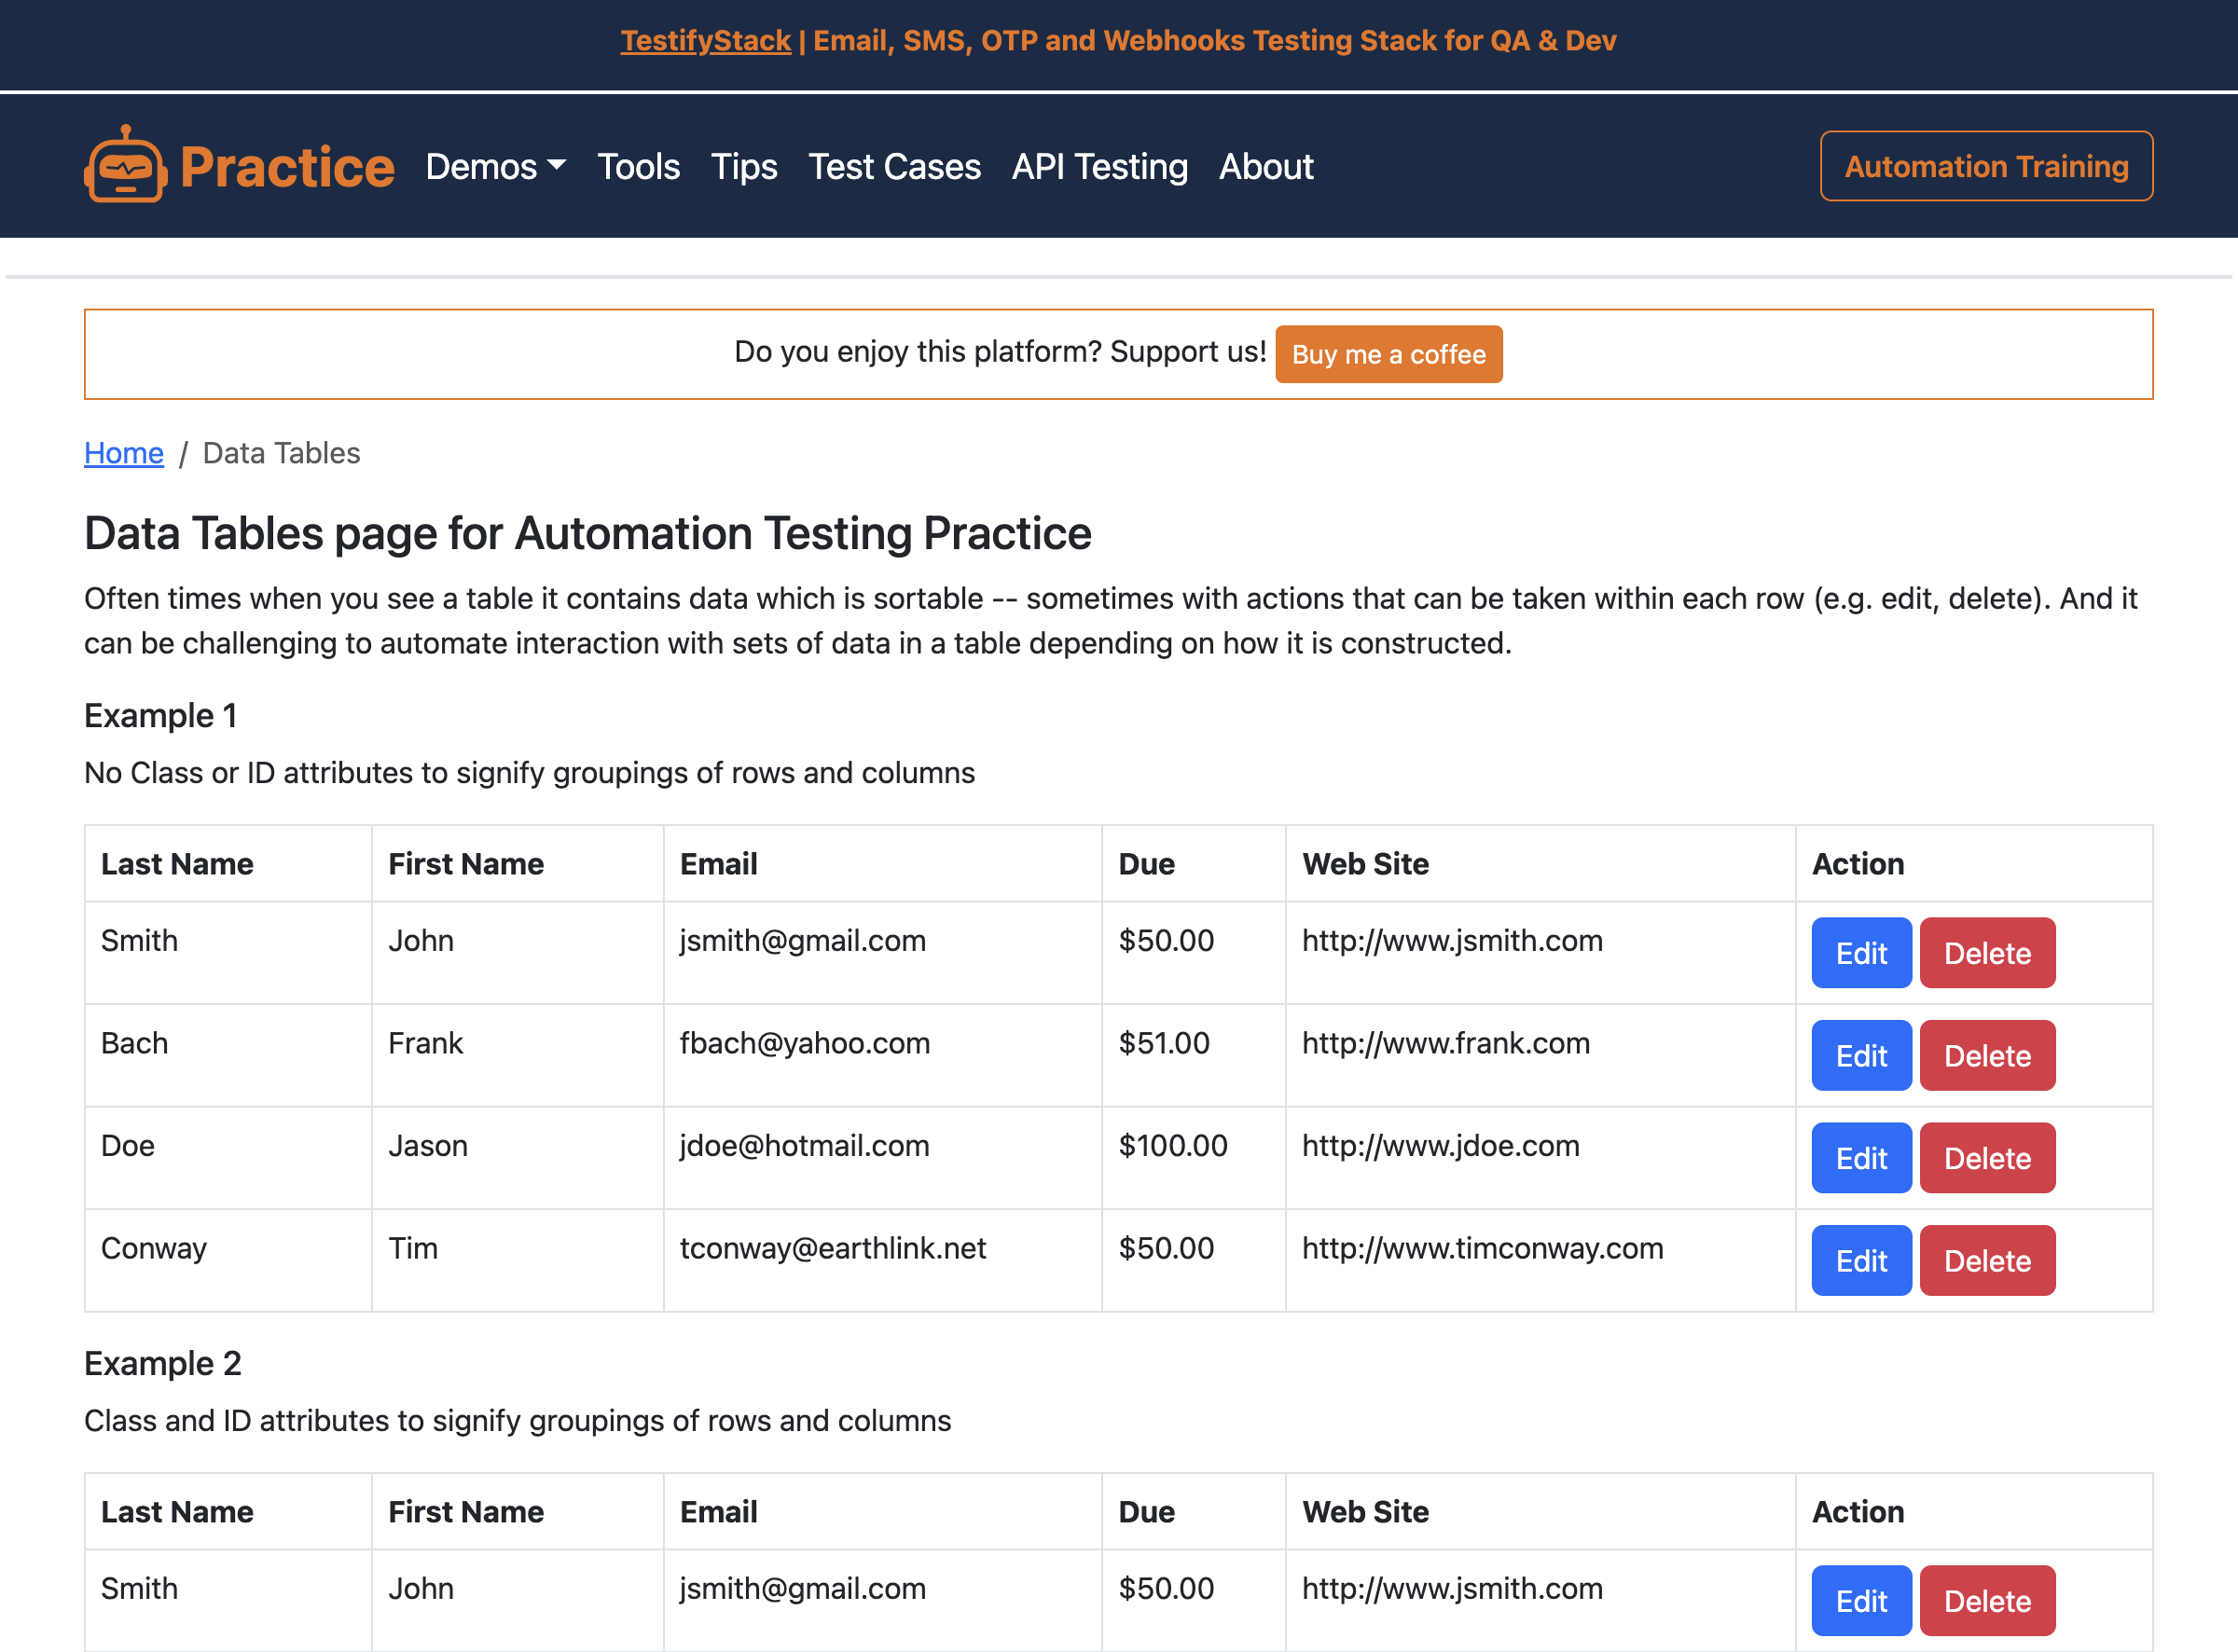 TestifyStack | Email, SMS, OTP and Webhooks Testing Stack for QA & Dev
Practice Demos Tools Tips Test Cases API Testing About Automation Training
Do you enjoy this platform? Support us! Buy me a coffee
Home / Data Tables
Data Tables page for Automation Testing Practice
Often times when you see a table it contains data which is sortable -- sometimes with actions that can be taken within each row (e.g. edit, delete). And it
can be challenging to automate interaction with sets of data in a table depending on how it is constructed.
Example 1
No Class or ID attributes to signify groupings of rows and columns
Last Name First Name Email Due Web Site Action
Smith John jsmith@gmail.com $50.00 http://www.jsmith.com Edit Delete
Bach Frank fbach@yahoo.com $51.00 http://www.frank.com Edit Delete
Doe Jason jdoe@hotmail.com $100.00 http://www.jdoe.com Edit Delete
Conway Tim tconway@earthlink.net $50.00 http://www.timconway.com Edit Delete
Example 2
Class and ID attributes to signify groupings of rows and columns
Last Name First Name Email Due Web Site Action
Smith John jsmith@gmail.com $50.00 http://www.jsmith.com Edit Delete